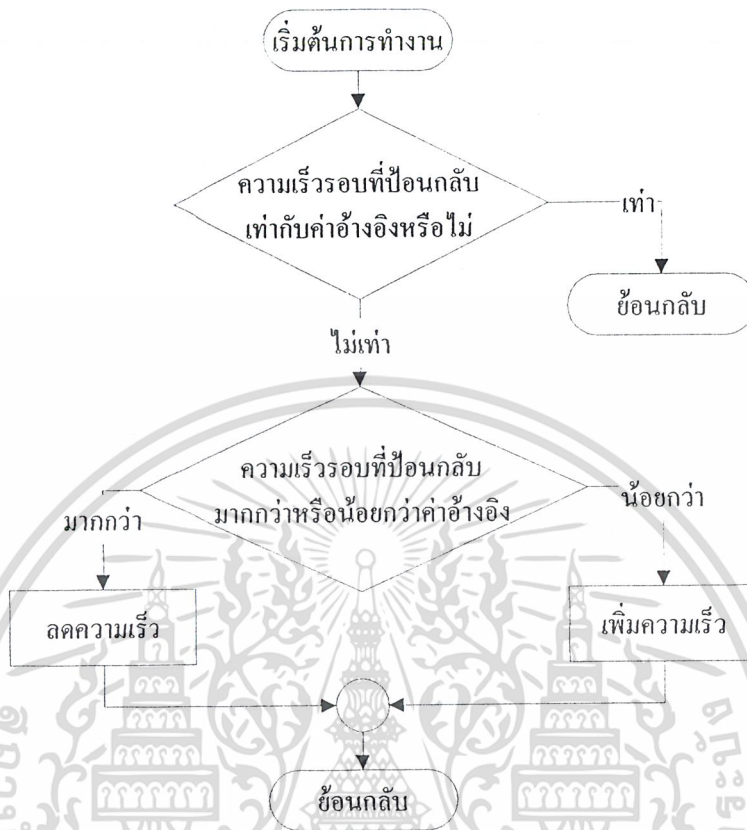 เริ่มต้นการทำงาน
ความเร็วรอบที่ป้อนกลับ
เท่ากับค่าอ้างอิงหรือไม่
เท่า
ย้อนกลับ
ไม่เท่า
ความเร็วรอบที่ป้อนกลับ
มากกว่าหรือน้อยกว่าค่าอ้างอิง
มากกว่า
น้อยกว่า
ลดความเร็ว
เพิ่มความเร็ว
ย้อนกลับ